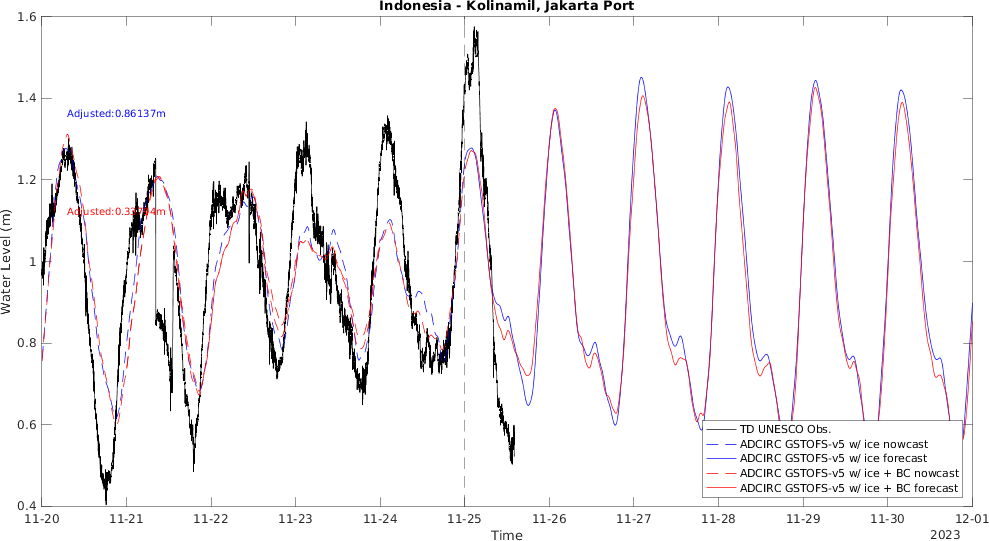 Indonesia - Kolinamil, Jakarta Port
1.6
1.4
1.2
1
0.8
0.6
0.4
Water Level (m)
Adjusted:0.86137m
TD UNESCO Obs.
ADCIRC GSTOFS-v5 w/ ice nowcast
ADCIRC GSTOFS-v5 w/ ice forecast
ADCIRC GSTOFS-v5 w/ ice + BC nowcast
ADCIRC GSTOFS-v5 w/ ice + BC forecast
11-20 11-21 11-22 11-23 11-24 11-25 11-26 11-27 11-28 11-29 11-30 12-01
Time
2023